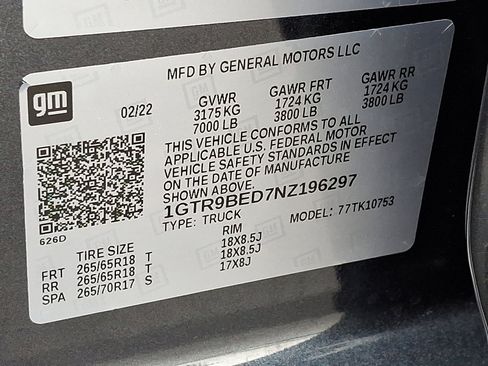 gm
MFD BY GENERAL MOTORS LLC
02/22 GVWR GAWR FRT GAWR RR
3175 KG 1724 KG 1724 KG
7000 LB 3800 LB 3800 LB
THIS VEHICLE CONFORMS TO ALL
APPLICABLE U.S. FEDERAL MOTOR
VEHICLE SAFETY STANDARDS IN EFFECT
ON THE DATE OF MANUFACTURE
SHOWN ABOVE.
1GTR9BED7NZ196297
TYPE: TRUCK MODEL: 77TK10753
626D
TIRE SIZE RIM
FRT 265/65R18 T 18X8.5J
RR 265/65R18 T 18X8.5J
SPA 265/70R17 S 17X8J